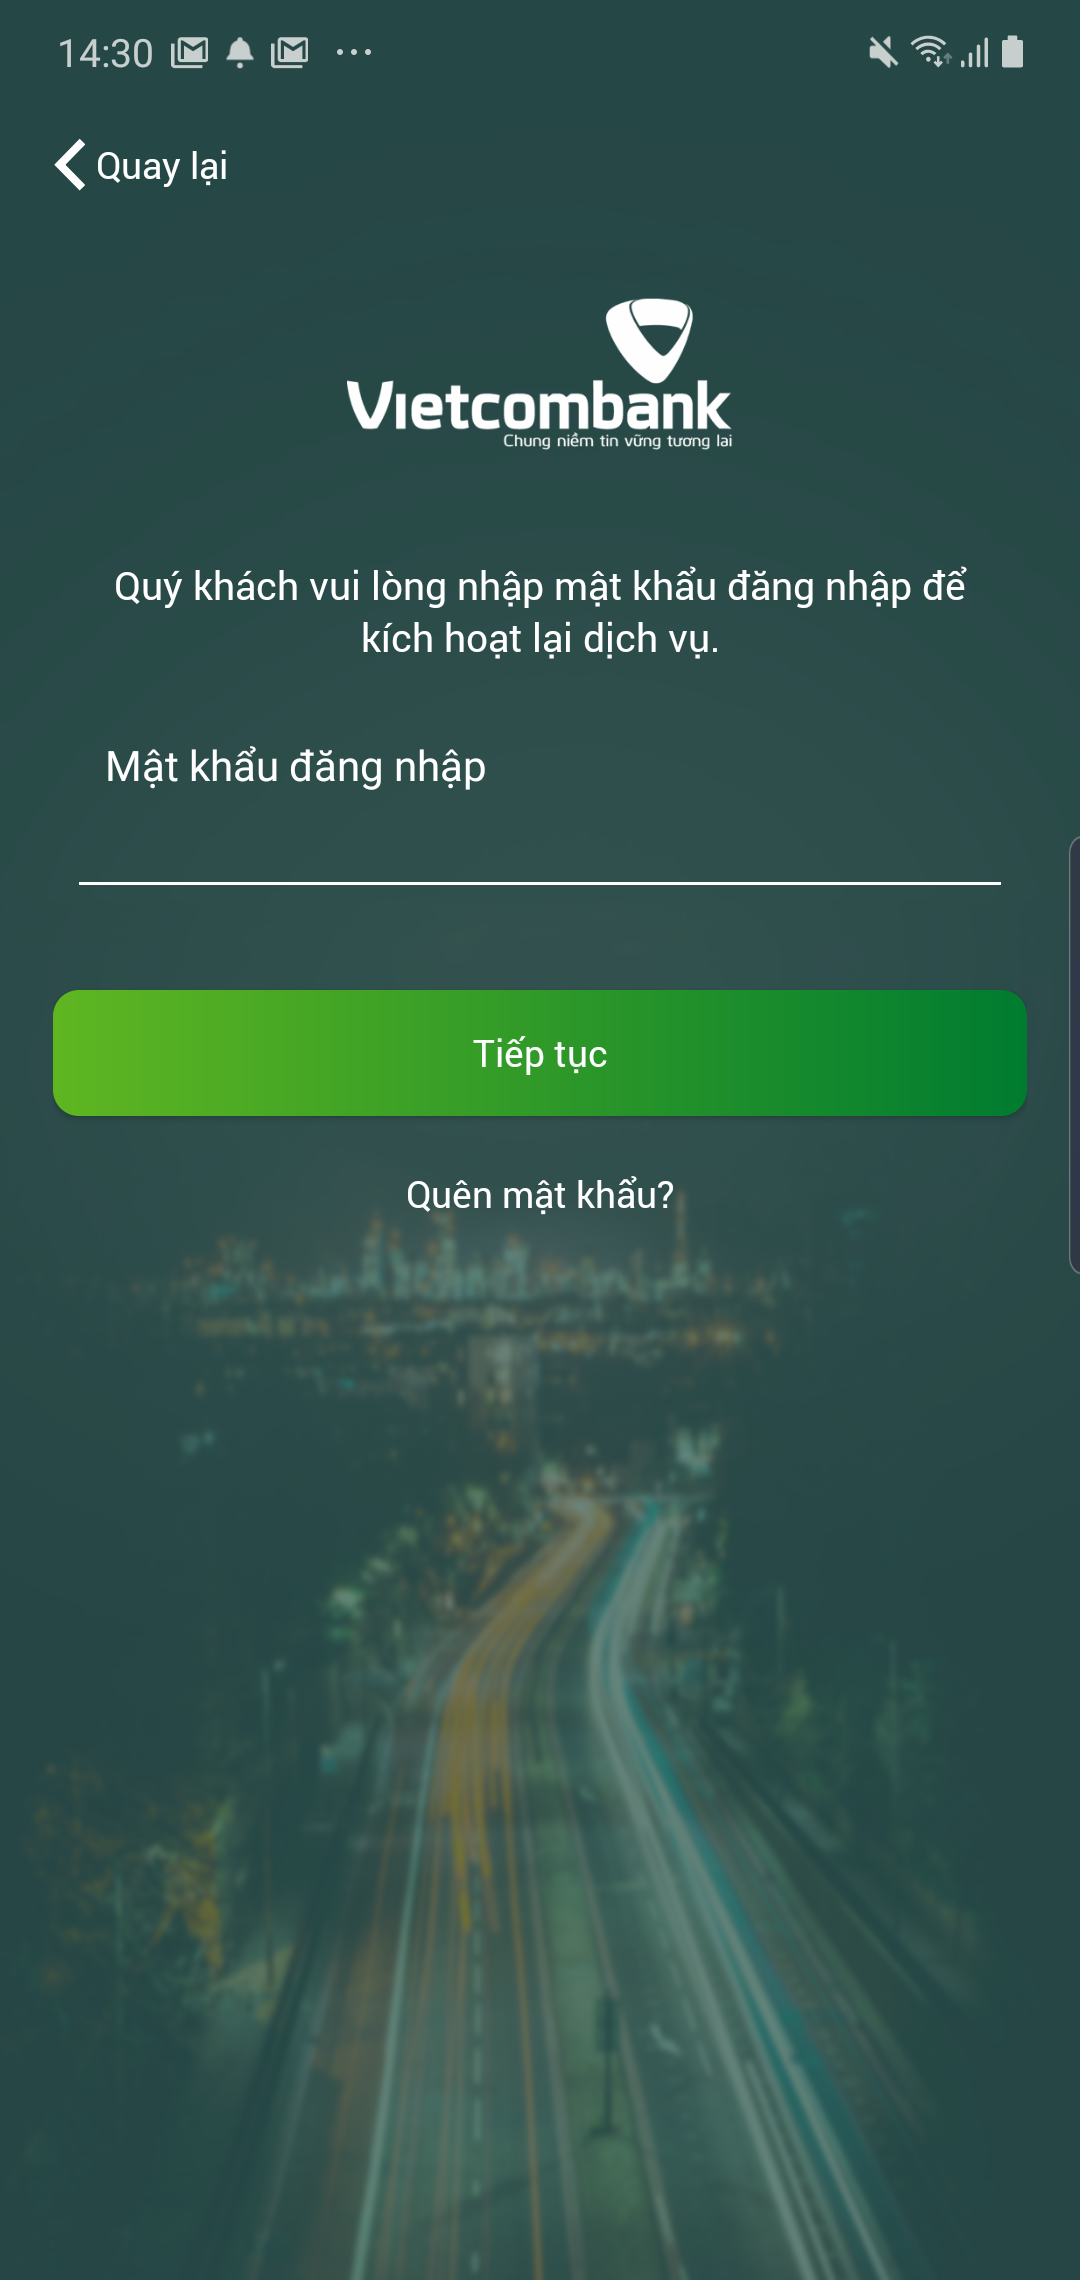 14:30
Quay lại
Vietcombank
Chung niềm tin vững tương lai
Quý khách vui lòng nhập mật khẩu đăng nhập để
kích hoạt lại dịch vụ.
Mật khẩu đăng nhập
Tiếp tục
Quên mật khẩu?